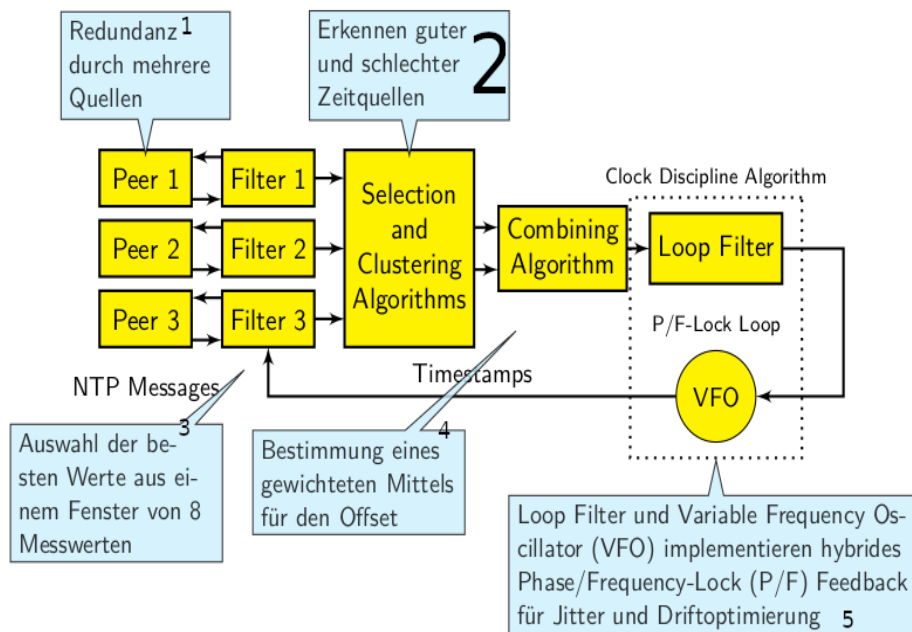 Redundanz 1
durch mehrere
Quellen
Erkennen guter
und schlechter
Zeitquellen
2
Peer 1
Filter 1
Peer 2
Filter 2
Peer 3
Filter 3
Selection
and
Clustering
Algorithms
Combining
Algorithm
Clock Discipline Algorithm
Loop Filter
P/F-Lock Loop
VFO
NTP Messages
Timestamps
3
Auswahl der be-
sten Werte aus ei-
nem Fenster von 8
Messwerten
4
Bestimmung eines
gewichteten Mittels
für den Offset
Loop Filter und Variable Frequency Os-
cillator (VFO) implementieren hybrides
Phase/Frequency-Lock (P/F) Feedback
für Jitter und Driftoptimierung 5